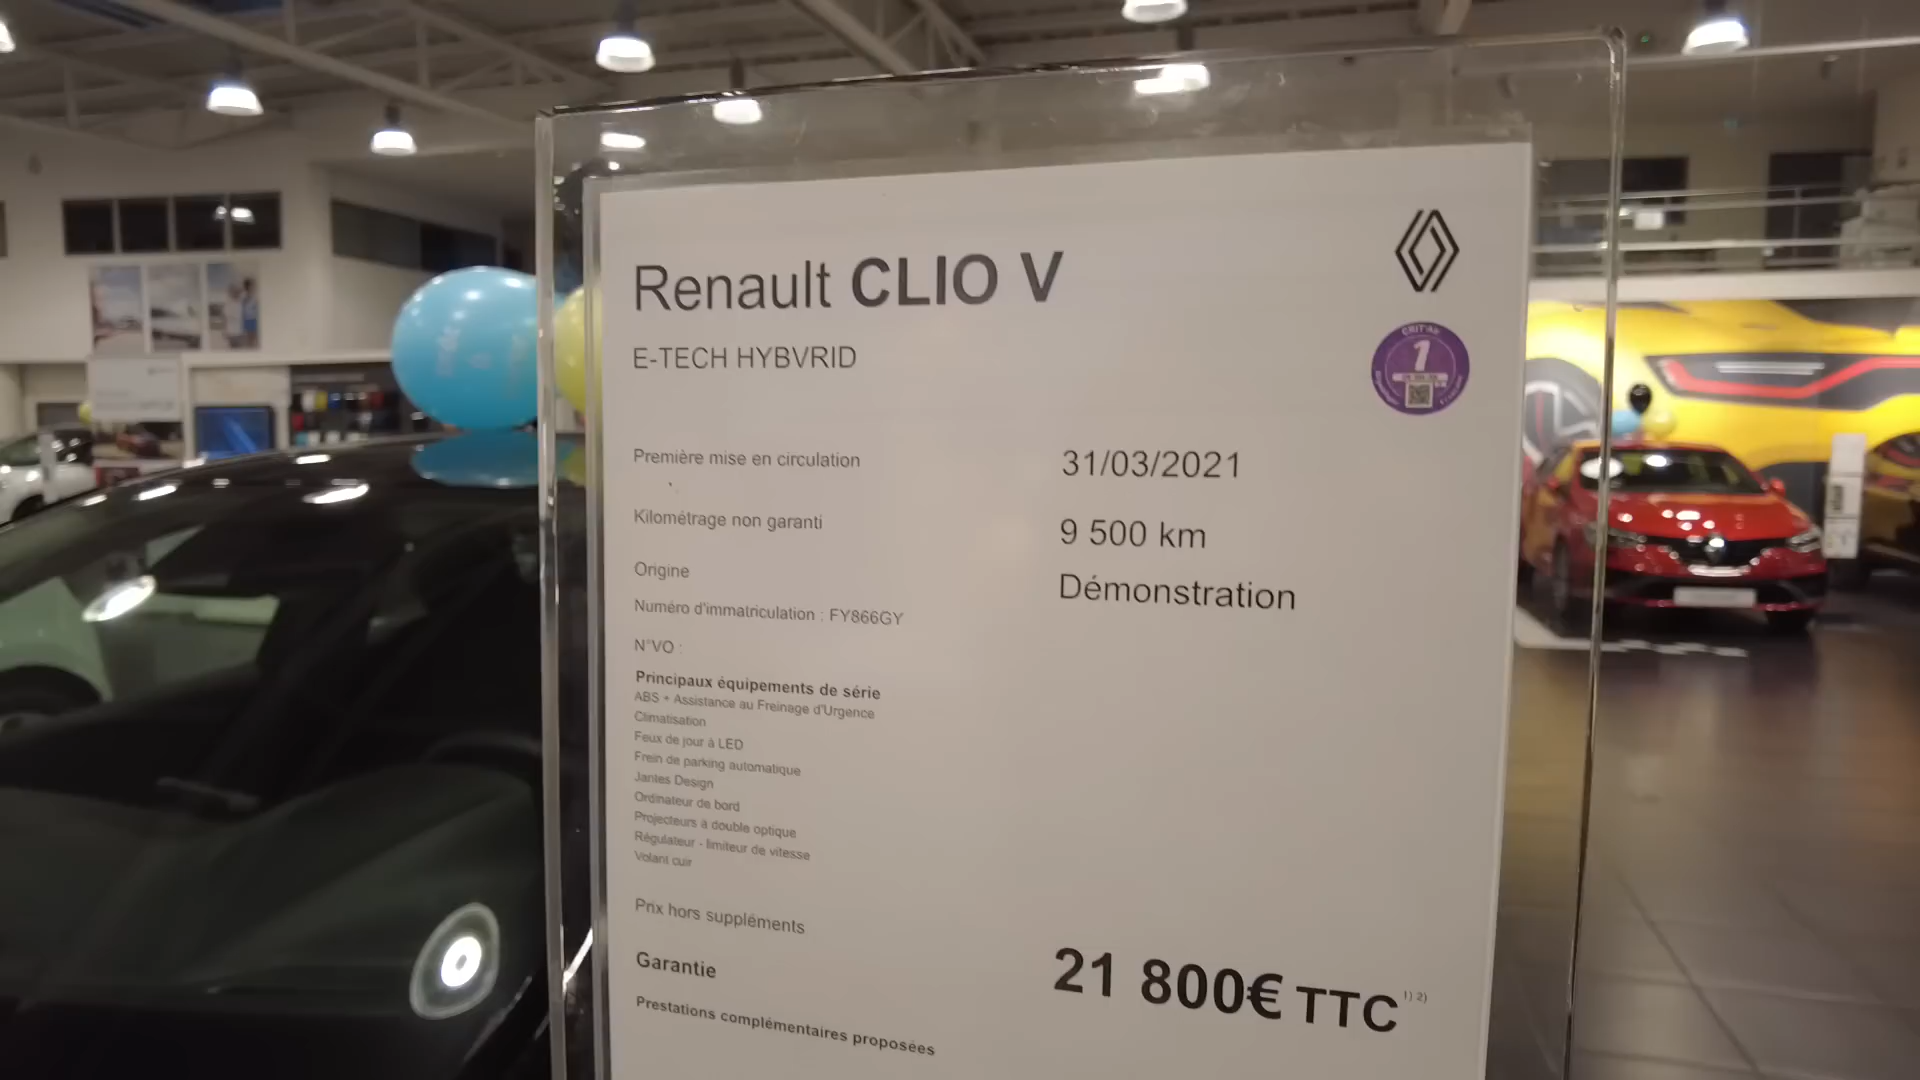 Renault CLIO V
E-TECH HYBVRID
CRIT'Air
1
Première mise en circulation 31/03/2021
Kilométrage non garanti 9 500 km
Origine Démonstration
Numéro d'immatriculation : FY866GY
N°VO :
Principaux équipements de série
ABS + Assistance au Freinage d'Urgence
Climatisation
Feux de jour à LED
Frein de parking automatique
Jantes Design
Ordinateur de bord
Projecteurs à double optique
Régulateur - limiteur de vitesse
Volant cuir
Prix hors suppléments 21 800€ TTC 1) 2)
Garantie
Prestations complémentaires proposées